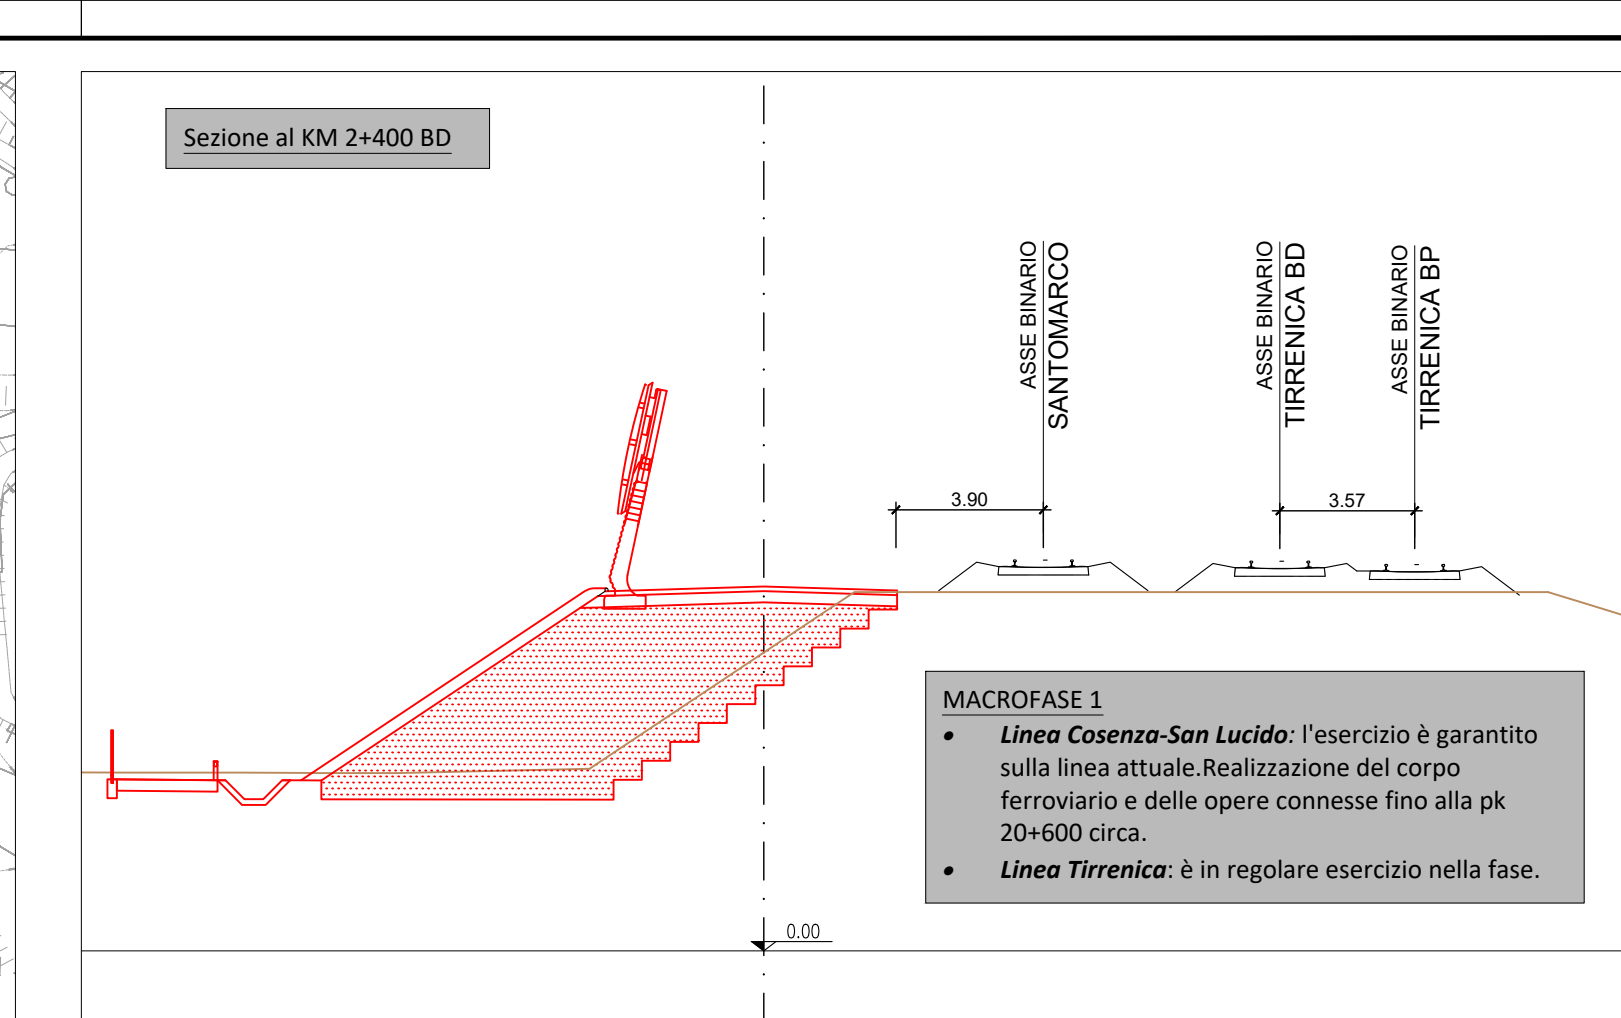 Sezione al KM 2+400 BD
ASSE BINARIO
SANTOMARCO
ASSE BINARIO
TIRRENICA BD
ASSE BINARIO
TIRRENICA BP
3.90
3.57
MACROFASE 1
• Linea Cosenza-San Lucido: l'esercizio è garantito
sulla linea attuale.Realizzazione del corpo
ferroviario e delle opere connesse fino alla pk
20+600 circa.
• Linea Tirrenica: è in regolare esercizio nella fase.
0.00